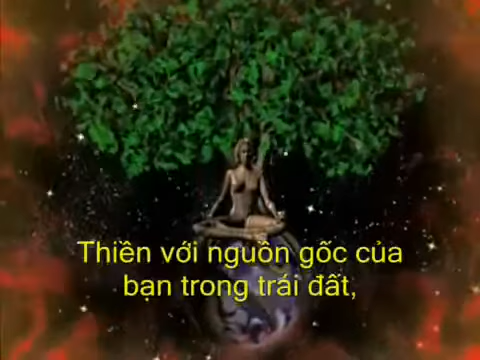 Thiền với nguồn gốc của
bạn trong trái đất,